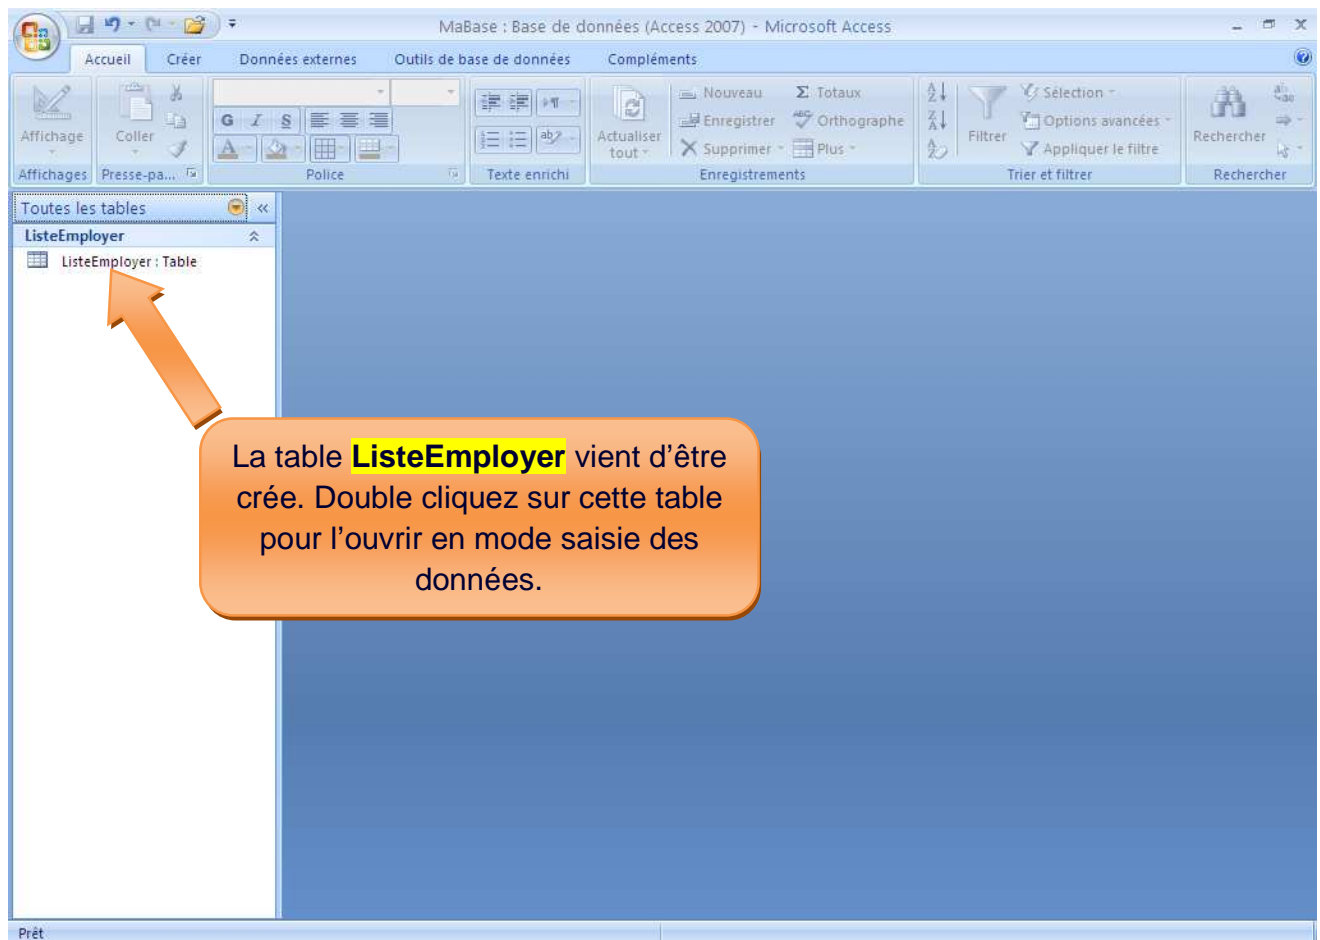 MaBase : Base de données (Access 2007) - Microsoft Access
Accueil Créer Données externes Outils de base de données Compléments
Nouveau Σ Totaux Sélection
G I S Enregistrer Orthographe Options avancées
Affichage Coller Actualiser tout Supprimer Plus Filtrer Appliquer le filtre Rechercher
Affichages Presse-pa... Police Texte enrichi Enregistrements Trier et filtrer Rechercher
Toutes les tables
ListeEmployer
ListeEmployer : Table
La table ListeEmployer vient d’être
crée. Double cliquez sur cette table
pour l’ouvrir en mode saisie des
données.
Prêt